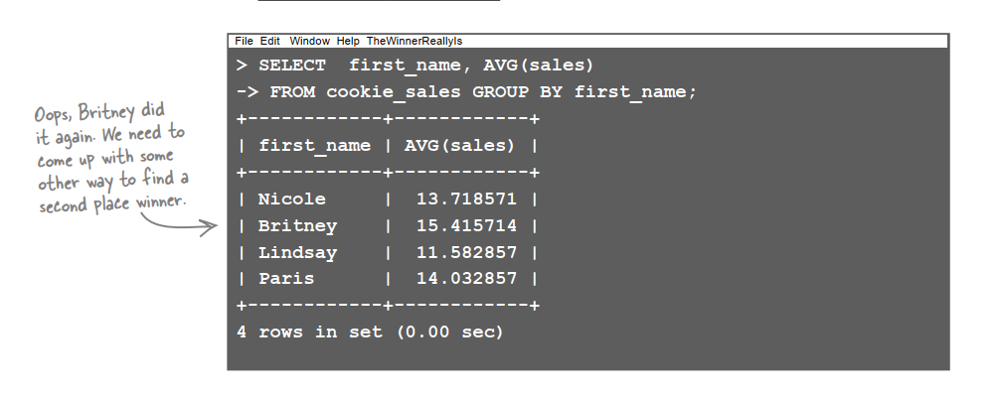 File Edit Window Help TheWinnerReallyIs
> SELECT  first_name, AVG(sales)
-> FROM cookie_sales GROUP BY first_name;
+------------+------------+
| first_name | AVG(sales) |
+------------+------------+
| Nicole     |  13.718571 |
| Britney    |  15.415714 |
| Lindsay    |  11.582857 |
| Paris      |  14.032857 |
+------------+------------+
4 rows in set (0.00 sec)
Oops, Britney did
it again. We need to
come up with some
other way to find a
second place winner.